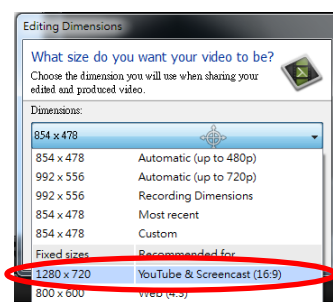 Editing Dimensions
What size do you want your video to be?
Choose the dimension you will use when sharing your
edited and produced video.
Dimensions:
854 x 478
854 x 478 Automatic (up to 480p)
992 x 556 Automatic (up to 720p)
992 x 556 Recording Dimensions
854 x 478 Most recent
854 x 478 Custom
Fixed sizes Recommended for
1280 x 720 YouTube & Screencast (16:9)
800 x 600 Web (4:3)